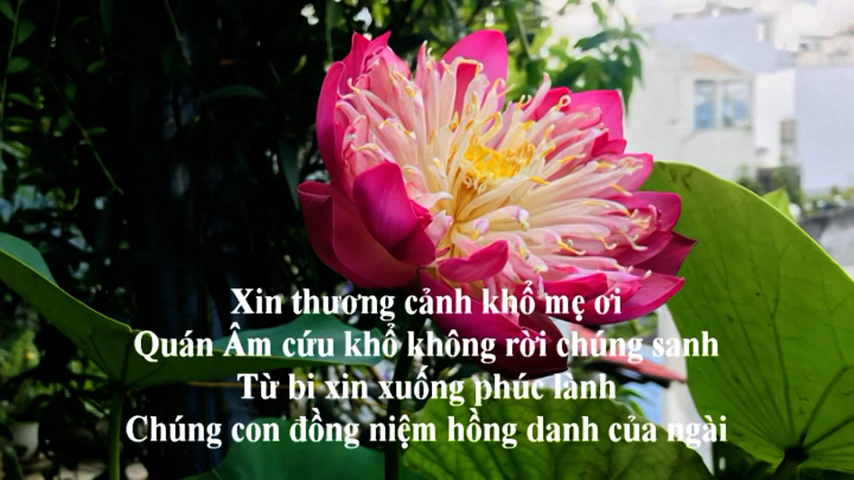 Xin thương cảnh khổ mẹ ơi
Quán Âm cứu khổ không rời chúng sanh
Từ bi xin xuống phúc lành
Chúng con đồng niệm hồng danh của ngài